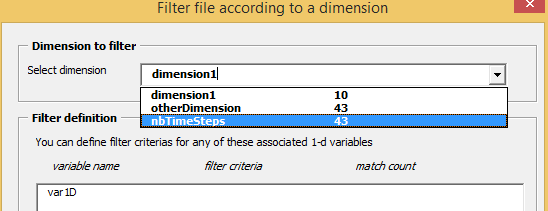 Filter file according to a dimension
Dimension to filter
Select dimension dimension1
dimension1 10
otherDimension 43
nbTimeSteps 43
Filter definition
You can define filter criterias for any of these associated 1-d variables
variable name filter criteria match count
var1D